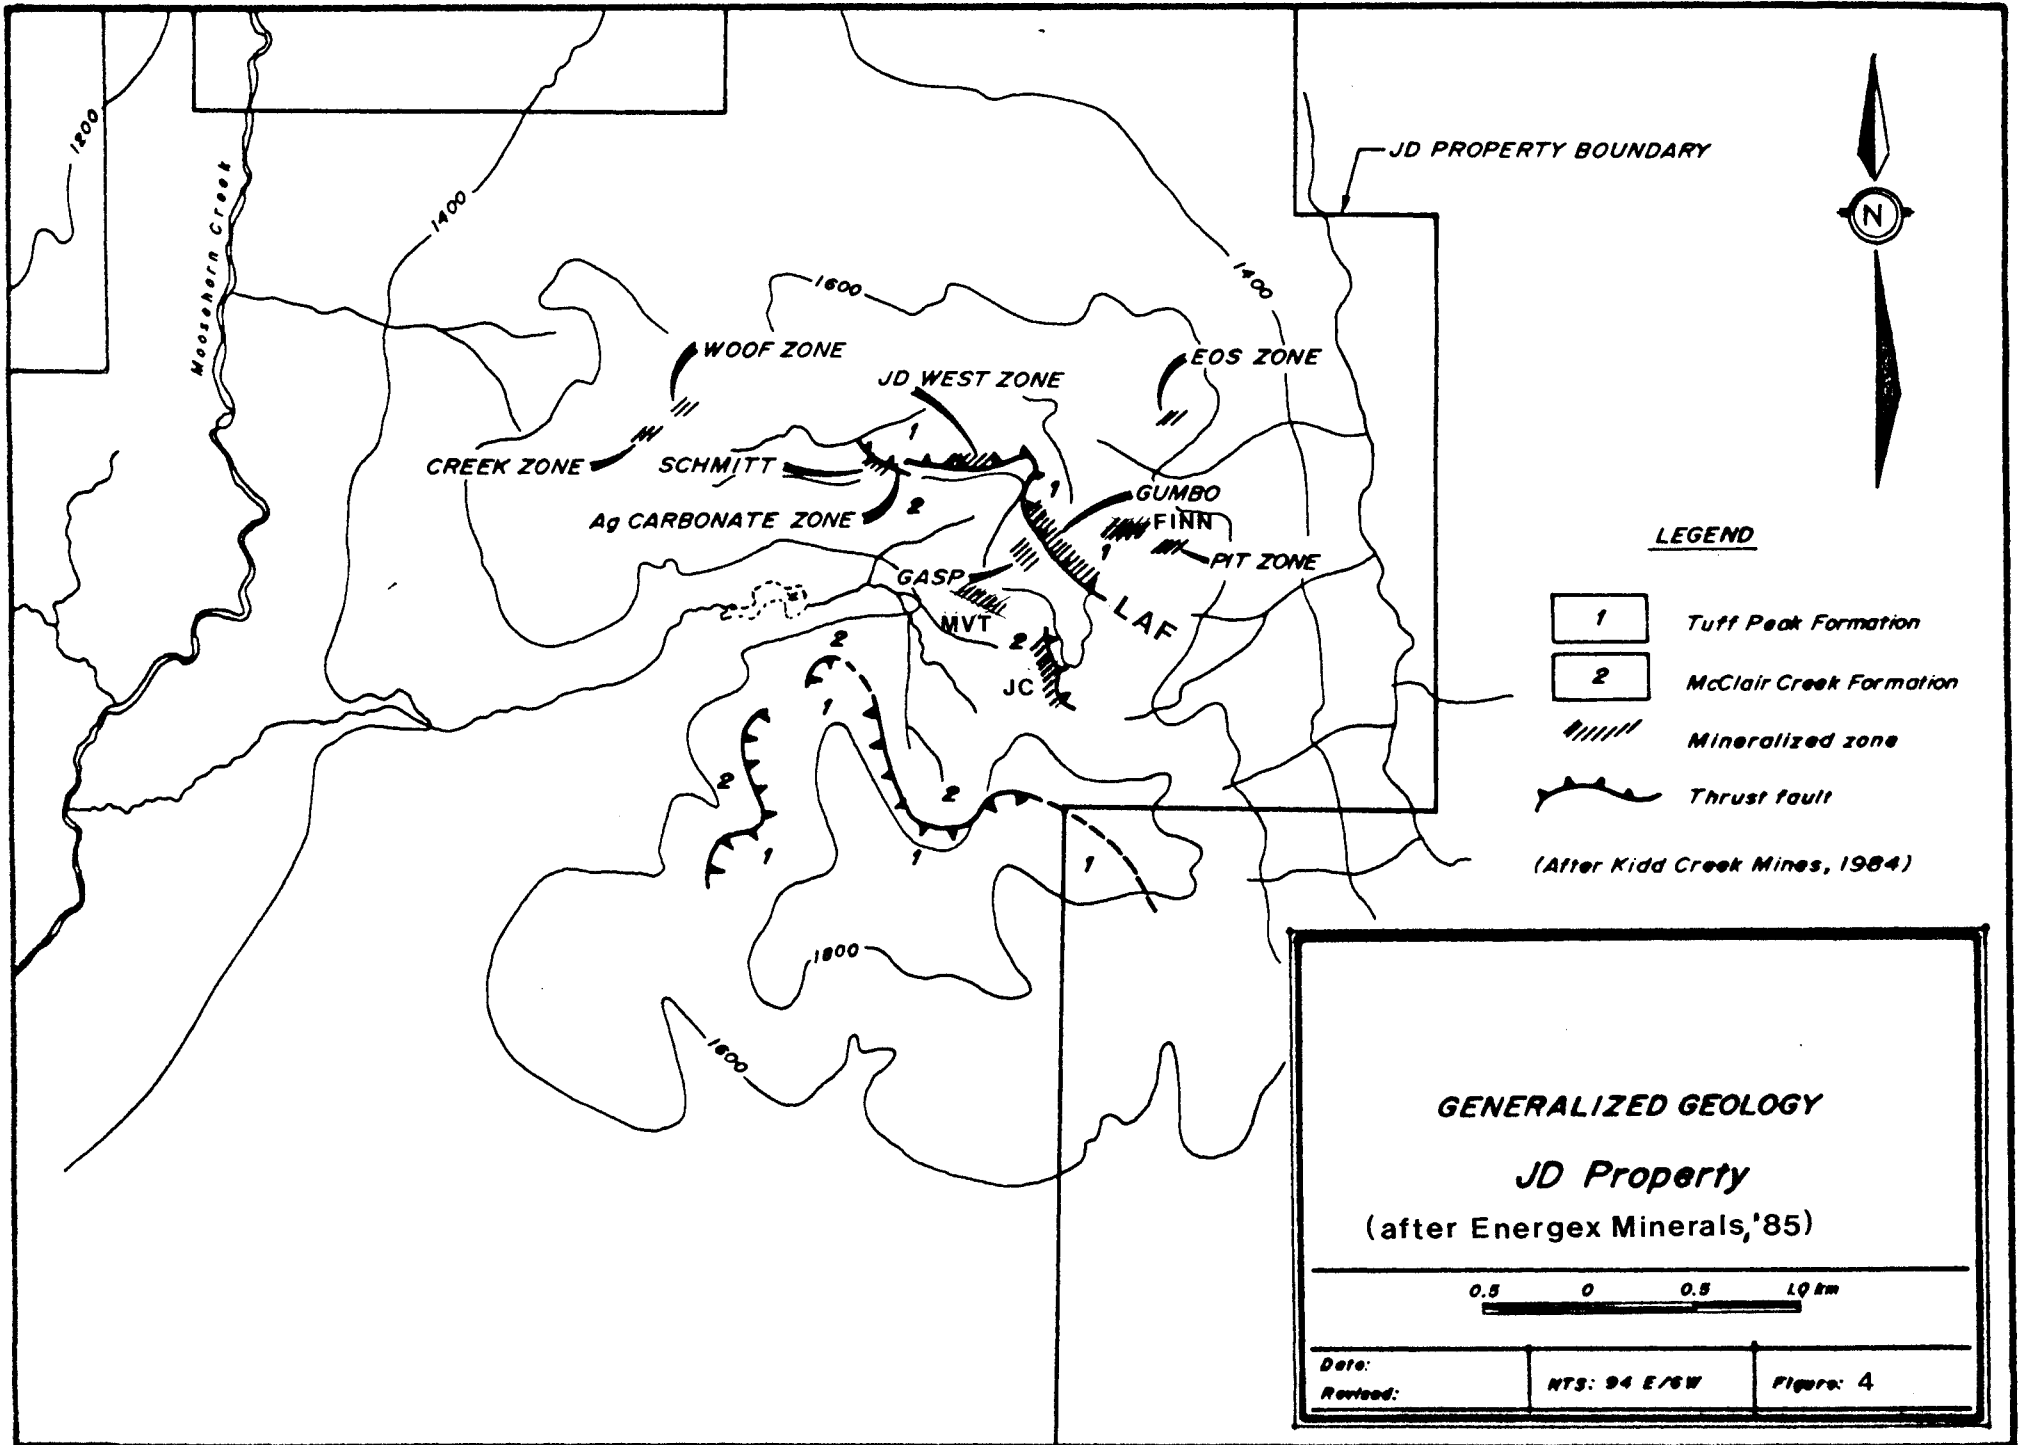 JD PROPERTY BOUNDARY
1200
Moosehorn Creek
1400
N
1400
1600
WOOF ZONE
EOS ZONE
JD WEST ZONE
1
CREEK ZONE
SCHMITT
1
GUMBO
2
Ag CARBONATE ZONE
FINN
1
PIT ZONE
GASP
LAF
MVT
2
2
JC
1
2
2
1
1
1
1800
1600
LEGEND
1 Tuff Peak Formation
2 McClair Creek Formation
Mineralized zone
Thrust fault
(After Kidd Creek Mines, 1984)
GENERALIZED GEOLOGY
JD Property
(after Energex Minerals,'85)
0.5 0 0.5 1.0 km
Date:
Revised:
NTS: 94 E/6W
Figure: 4